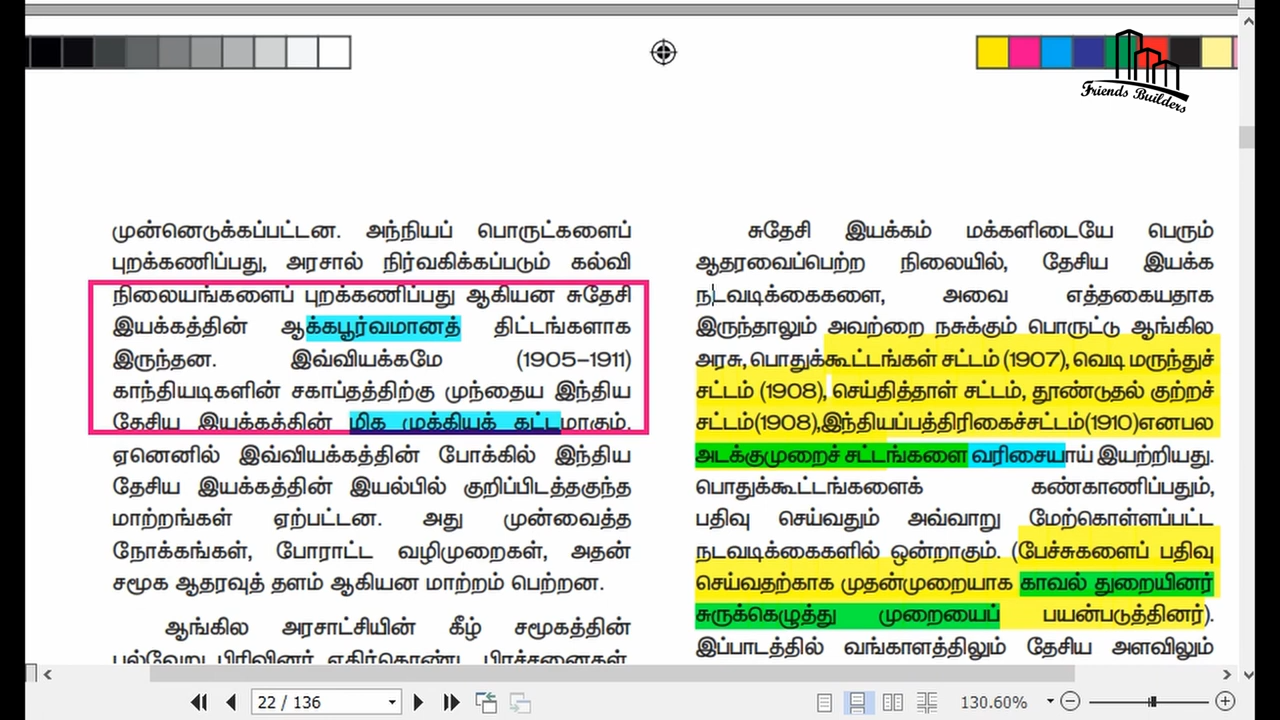 Friends Builders
முன்னெடுக்கப்பட்டன. அந்நியப் பொருட்களைப்
புறக்கணிப்பது, அரசால் நிர்வகிக்கப்படும் கல்வி
நிலையங்களைப் புறக்கணிப்பது ஆகியன சுதேசி
இயக்கத்தின் ஆக்கபூர்வமானத் திட்டங்களாக
இருந்தன. இவ்வியக்கமே (1905–1911)
காந்தியடிகளின் சகாப்தத்திற்கு முந்தைய இந்திய
தேசிய இயக்கத்தின் மிக முக்கியக் கட்டமாகும்.
ஏனெனில் இவ்வியக்கத்தின் போக்கில் இந்திய
தேசிய இயக்கத்தின் இயல்பில் குறிப்பிடத்தகுந்த
மாற்றங்கள் ஏற்பட்டன. அது முன்வைத்த
நோக்கங்கள், போராட்ட வழிமுறைகள், அதன்
சமூக ஆதரவுத் தளம் ஆகியன மாற்றம் பெற்றன.
ஆங்கில அரசாட்சியின் கீழ் சமூகத்தின்
பல்வேறு பிரிவினர் எதிர்கொண்ட பிரச்சனைகள்,
சுதேசி இயக்கம் மக்களிடையே பெரும்
ஆதரவைப்பெற்ற நிலையில், தேசிய இயக்க
நடவடிக்கைகளை, அவை எத்தகையதாக
இருந்தாலும் அவற்றை நசுக்கும் பொருட்டு ஆங்கில
அரசு, பொதுக்கூட்டங்கள் சட்டம் (1907), வெடி மருந்துச்
சட்டம் (1908), செய்தித்தாள் சட்டம், தூண்டுதல் குற்றச்
சட்டம்(1908),இந்தியப்பத்திரிகைச்சட்டம்(1910)எனபல
அடக்குமுறைச் சட்டங்களை வரிசையாய் இயற்றியது.
பொதுக்கூட்டங்களைக் கண்காணிப்பதும்,
பதிவு செய்வதும் அவ்வாறு மேற்கொள்ளப்பட்ட
நடவடிக்கைகளில் ஒன்றாகும். (பேச்சுகளைப் பதிவு
செய்வதற்காக முதன்முறையாக காவல் துறையினர்
சுருக்கெழுத்து முறையைப் பயன்படுத்தினர்).
இப்பாடத்தில் வங்காளத்திலும் தேசிய அளவிலும்
22 / 136
130.60%